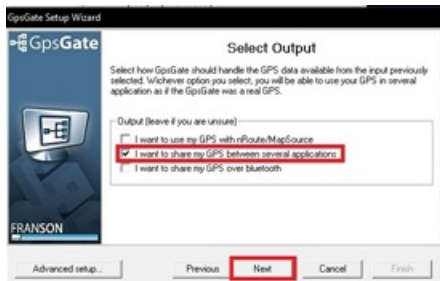 GpsGate Setup Wizard
GpsGate
Select Output
Select how GpsGate should handle the GPS data available from the input previously
selected. Whichever option you select, you will be able to use your GPS in several
application as if the GpsGate was a real GPS.
Output (leave if you are unsure)
I want to use my GPS with nRoute/MapSource
I want to share my GPS between several applications
I want to share my GPS over bluetooth
FRANSON
Advanced setup...
Previous
Next
Cancel
Finish